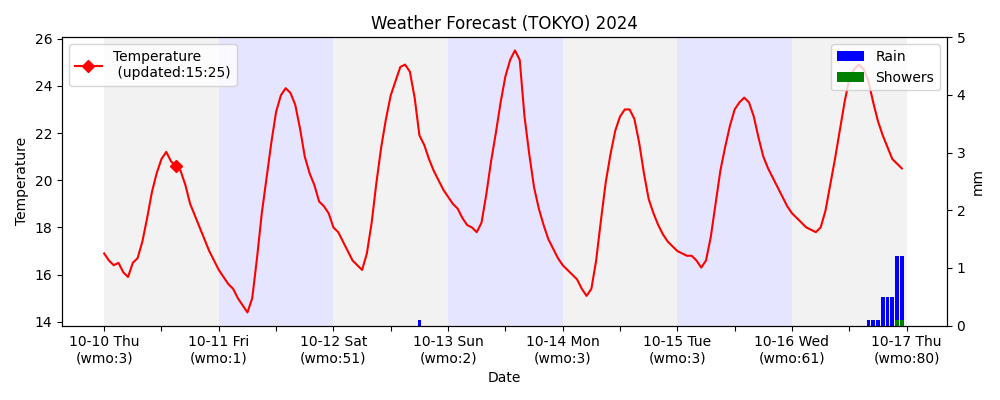 Weather Forecast (TOKYO) 2024
Temperature
(updated:15:25)
Rain
Showers
Temperature
26
24
22
20
18
16
14
5
4
3
2
1
0
mm
10-10 Thu
(wmo:3)
10-11 Fri
(wmo:1)
10-12 Sat
(wmo:51)
10-13 Sun
(wmo:2)
10-14 Mon
(wmo:3)
10-15 Tue
(wmo:3)
10-16 Wed
(wmo:61)
10-17 Thu
(wmo:80)
Date